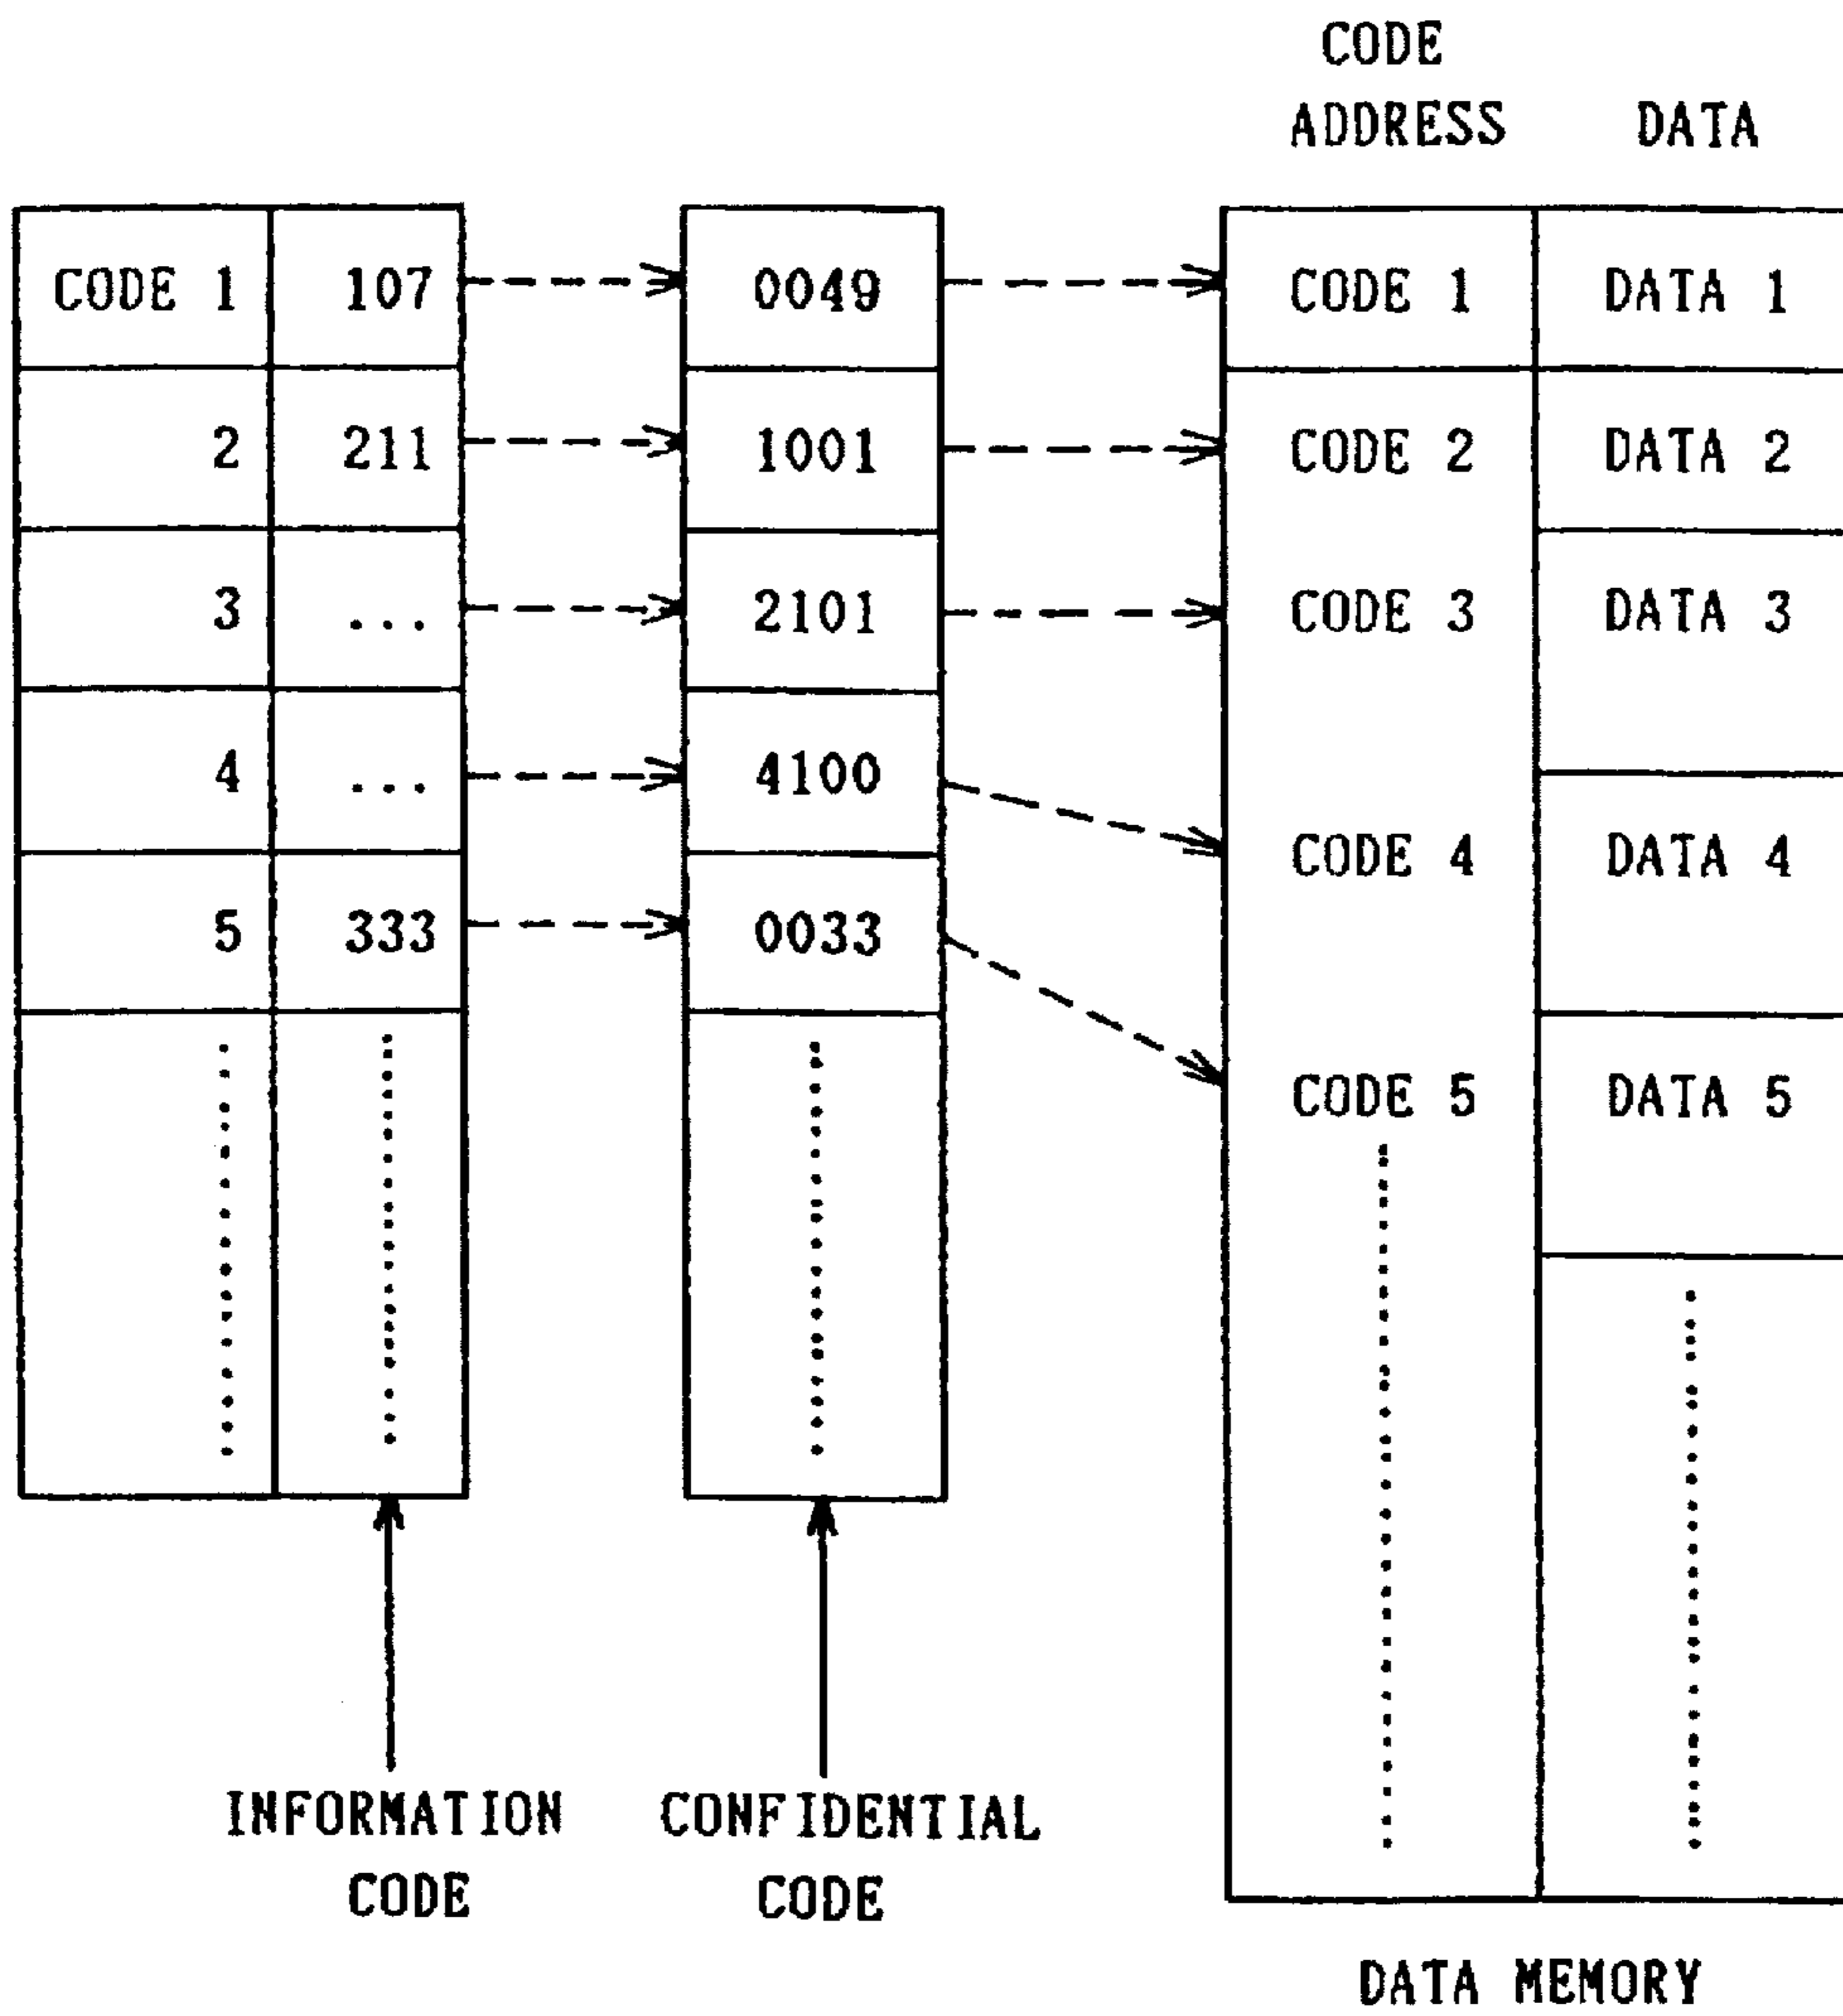 CODE
ADDRESS DATA
CODE 1 107 0049 CODE 1 DATA 1
2 211 1001 CODE 2 DATA 2
3 ... 2101 CODE 3 DATA 3
4 ... 4100 CODE 4 DATA 4
5 333 0033 CODE 5 DATA 5
INFORMATION CONFIDENTIAL
CODE CODE
DATA MEMORY